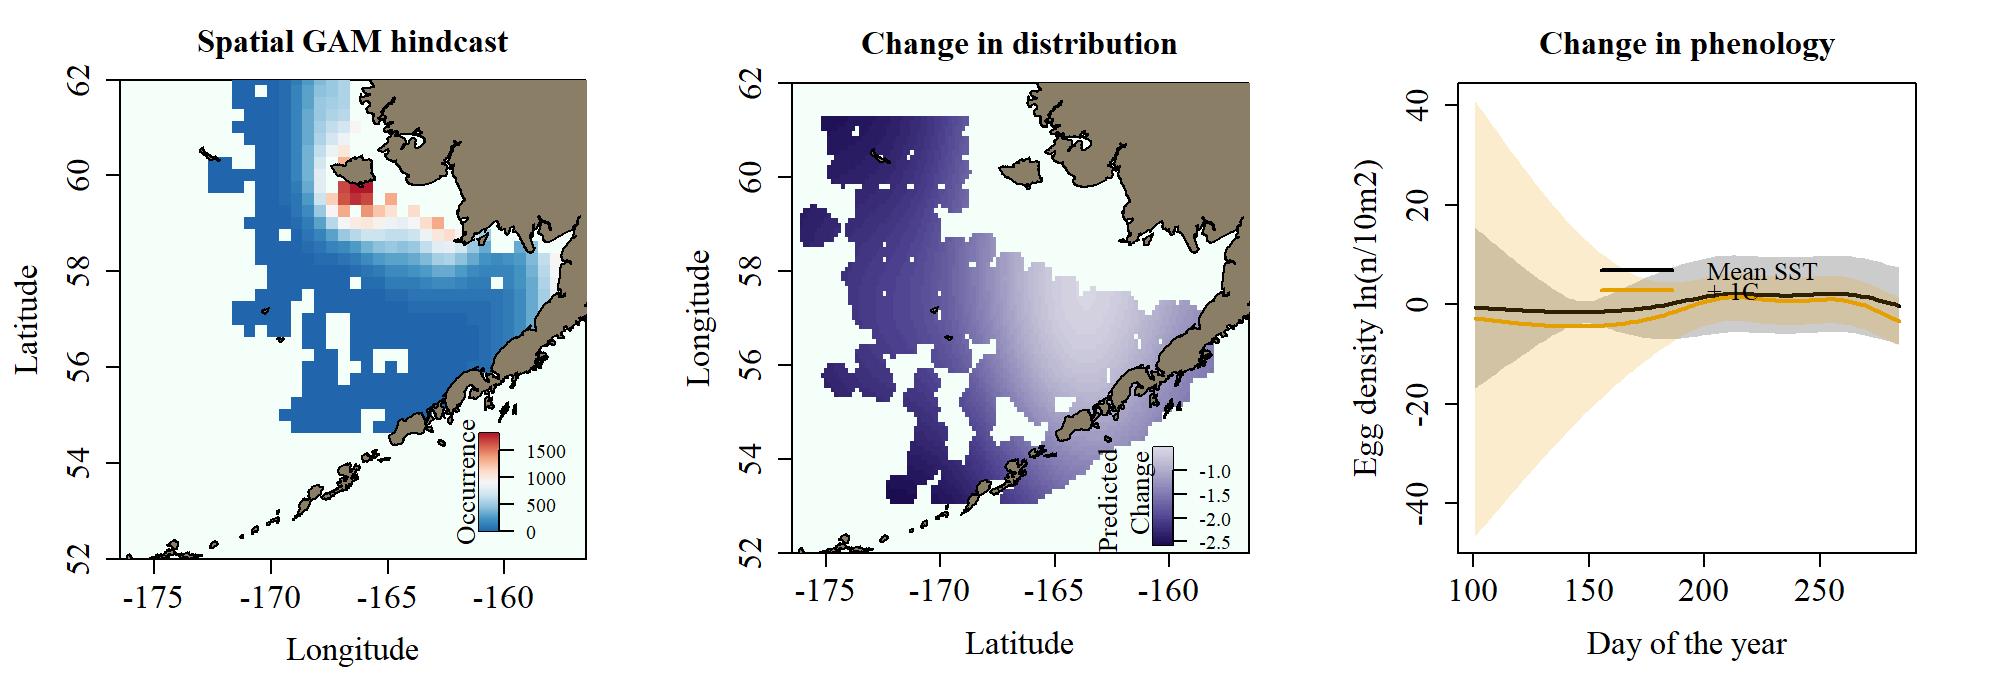 Spatial GAM hindcast
Latitude
62
60
58
56
54
52
-175
-170
-165
-160
Longitude
Occurrence
1500
1000
500
0
Change in distribution
Longitude
62
60
58
56
54
52
-175
-170
-165
-160
Latitude
Predicted
Change
-1.0
-1.5
-2.0
-2.5
Change in phenology
Egg density ln(n/10m2)
40
20
0
-20
-40
100
150
200
250
Day of the year
Mean SST
+ 1C